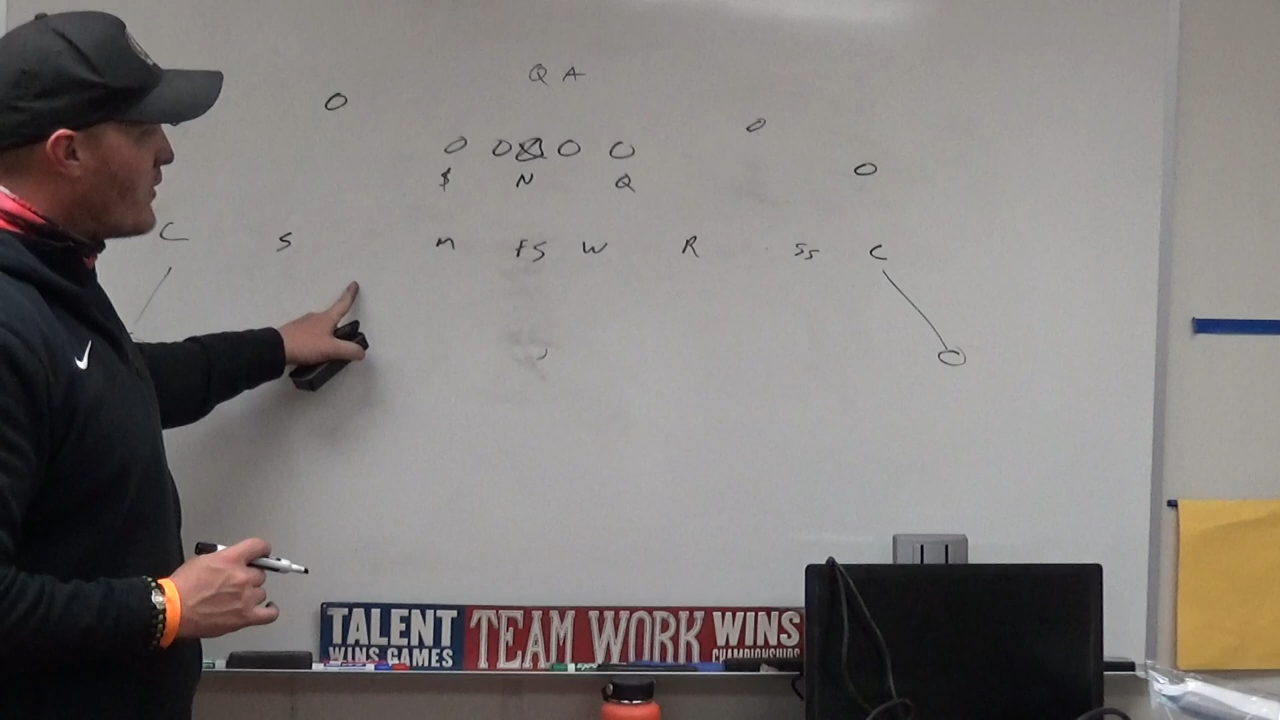 Q A
O O
O O O O O
$ N Q
O
C S M FS W R SS C
TALENT TEAM WORK WINS
WINS GAMES CHAMPIONSHIPS